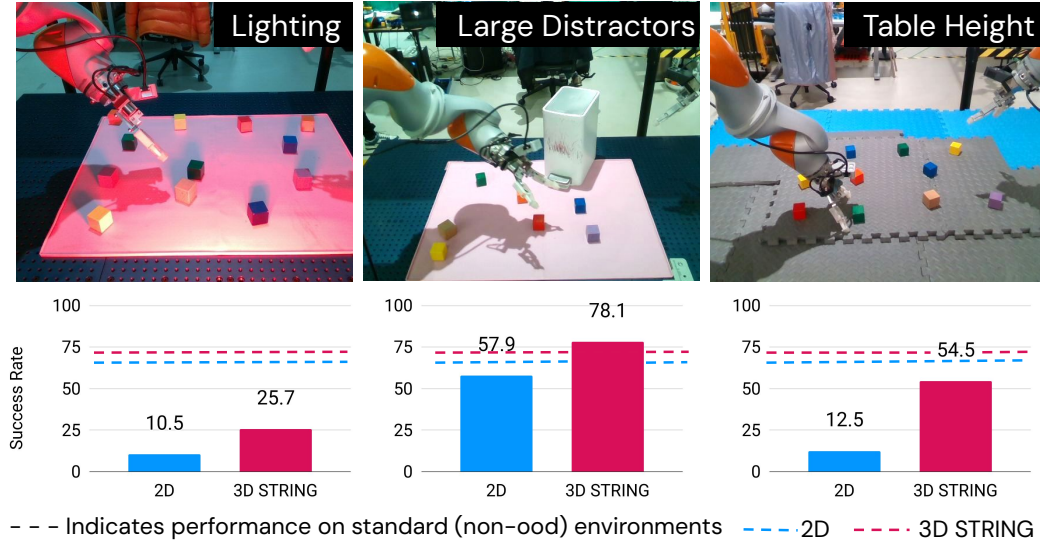 Lighting
Large Distractors
Table Height
Success Rate
100
75
50
25
0
10.5
25.7
2D
3D STRING
100
75
50
25
0
57.9
78.1
2D
3D STRING
100
75
50
25
0
12.5
54.5
2D
3D STRING
--- Indicates performance on standard (non-ood) environments
2D
3D STRING